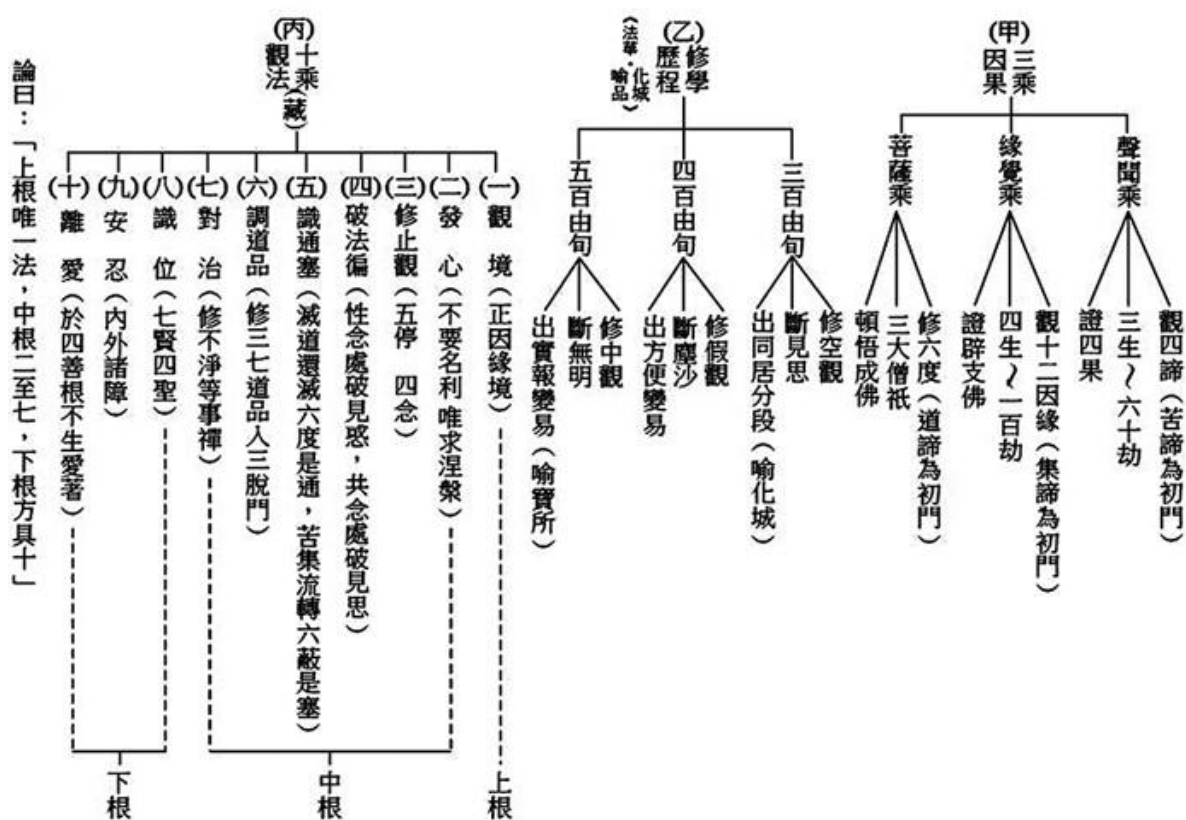 (甲)
三乘因果
聲聞乘
觀四諦（苦諦為初門）
三生～六十劫
證四果
緣覺乘
觀十二因緣（集諦為初門）
四生～一百劫
證辟支佛
菩薩乘
修六度（道諦為初門）
三大僧祇
頓悟成佛
(乙)
修學歷程
《法華．化城喻品》
三百由旬
修空觀
斷見思
出同居分段（喻化城）
四百由旬
修假觀
斷塵沙
出方便變易
五百由旬
修中觀
斷無明
出實報變易（喻寶所）
(丙)
十乘觀法(藏)
(一)觀　境（正因緣境）
(二)發　心（不要名利唯求涅槃）
(三)修止觀（五停　四念）
(四)破法徧（性念處破見惑，共念處破見思）
(五)識通塞（滅道還滅六度是通，苦集流轉六蔽是塞）
(六)調道品（修三七道品入三脫門）
(七)對　治（修不淨等事禪）
(八)識　位（七賢四聖）
(九)安　忍（內外諸障）
(十)離　愛（於四善根不生愛著）
上根
中根
下根
論曰：「上根唯一法，中根二至七，下根方具十」